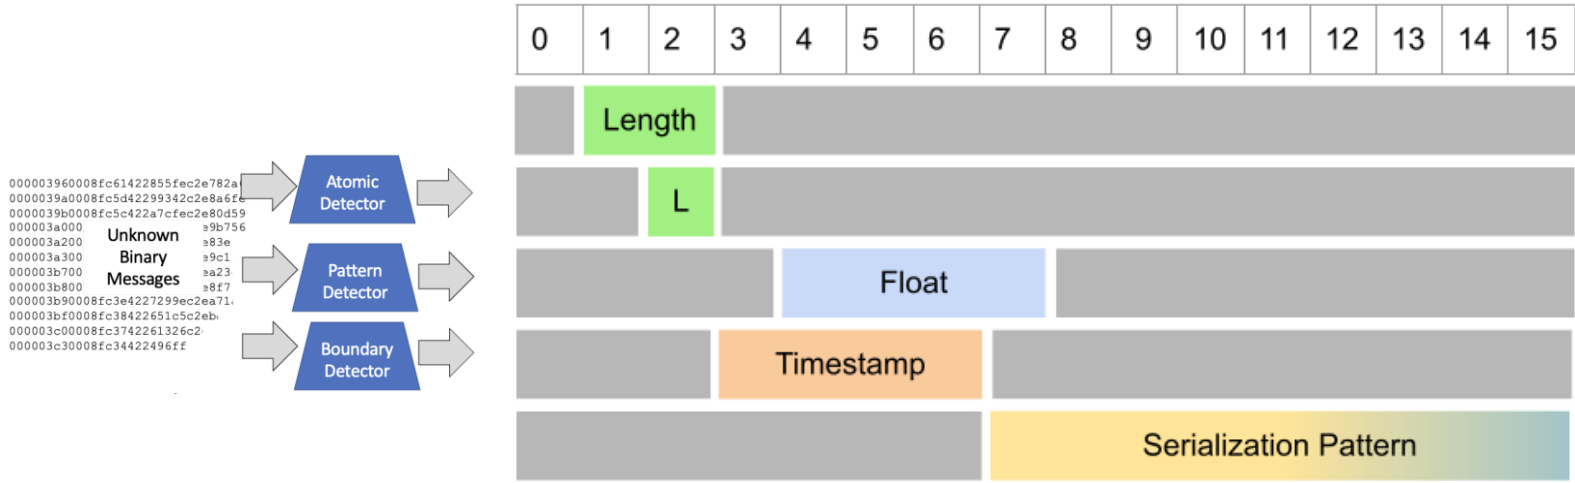 0 1 2 3 4 5 6 7 8 9 10 11 12 13 14 15
Length
L
Float
Timestamp
Serialization Pattern
000003960008fc61422855fec2e782a
0000039a0008fc5d42299342c2e8a6fe
0000039b0008fc5c422a7cfec2e80d59
000003a000 e9b756
000003a200 e83e
000003a300 e9c1
000003b700 ea23
000003b800 e8f7
000003b90008fc3e4227299ec2ea71
000003bf0008fc38422651c5c2eb
000003c00008fc3742261326c2
000003c30008fc34422496ff
Unknown
Binary
Messages
Atomic
Detector
Pattern
Detector
Boundary
Detector